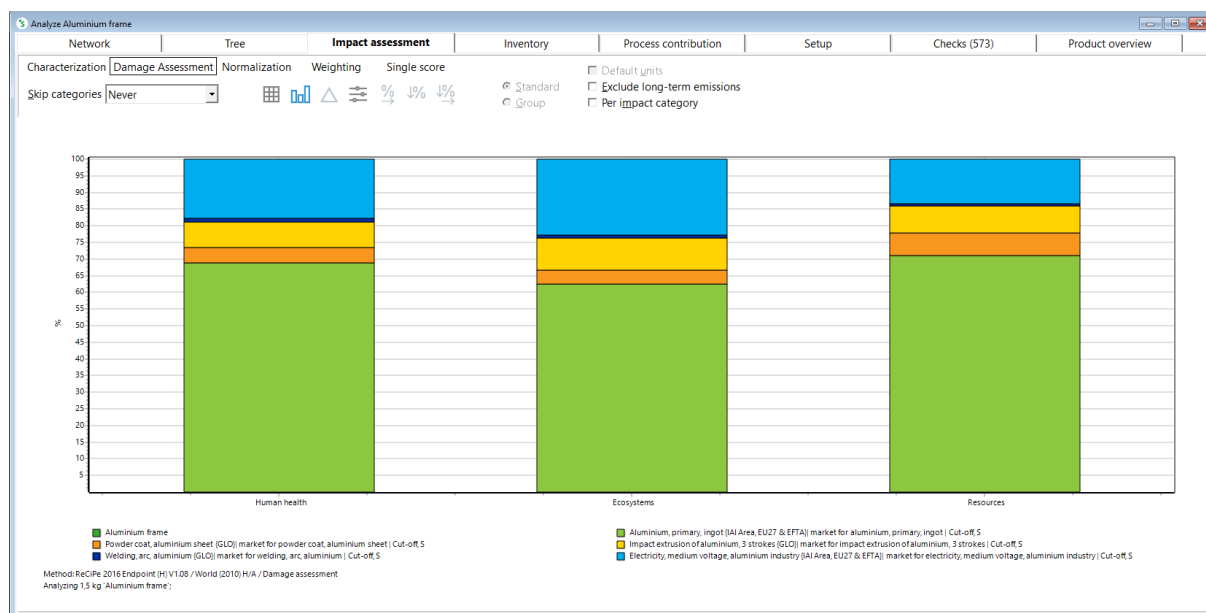 Analyze Aluminium frame
Network Tree Impact assessment Inventory Process contribution Setup Checks (573) Product overview
Characterization Damage Assessment Normalization Weighting Single score
Default units
Skip categories Never
Standard
Exclude long-term emissions
Group
Per impact category
100
95
90
85
80
75
70
65
60
55
50
45
40
35
30
25
20
15
10
5
%
Human health Ecosystems Resources
Aluminium frame
Aluminium, primary, ingot {IAI Area, EU27 & EFTA}| market for aluminium, primary, ingot | Cut-off, S
Powder coat, aluminium sheet {GLO}| market for powder coat, aluminium sheet | Cut-off, S
Impact extrusion of aluminium, 3 strokes {GLO}| market for impact extrusion of aluminium, 3 strokes | Cut-off, S
Welding, arc, aluminium {GLO}| market for welding, arc, aluminium | Cut-off, S
Electricity, medium voltage, aluminium industry {IAI Area, EU27 & EFTA}| market for electricity, medium voltage, aluminium industry | Cut-off, S
Method: ReCiPe 2016 Endpoint (H) V1.08 / World (2010) H/A / Damage assessment
Analyzing 1,5 kg 'Aluminium frame';